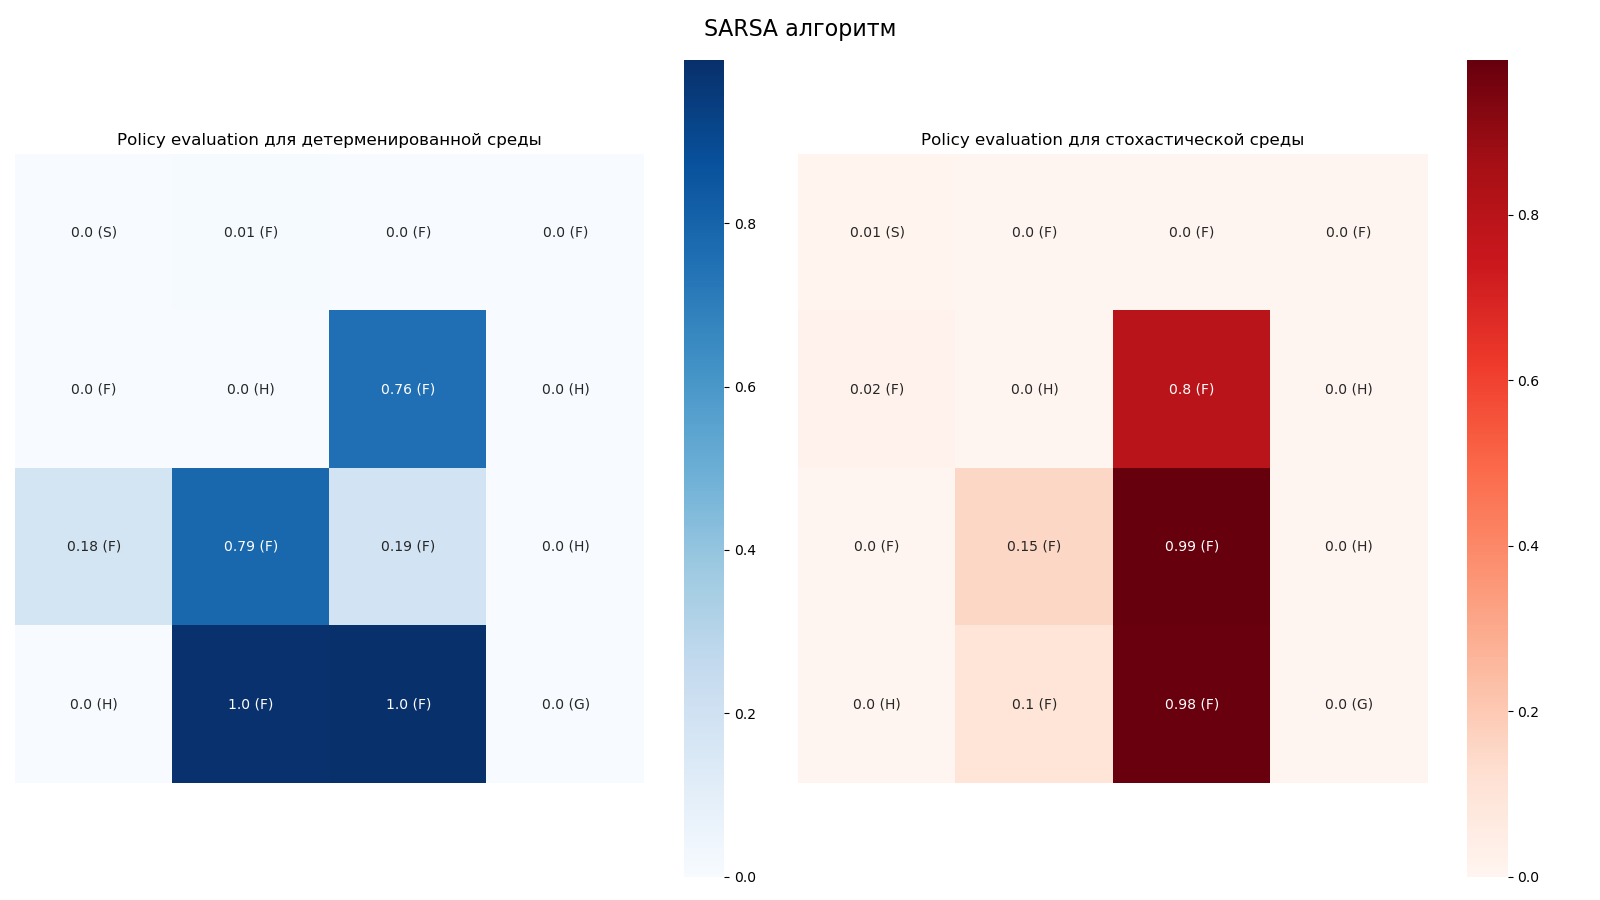 SARSA алгоритм
Policy evaluation для детерменированной среды
0.0 (S) 0.01 (F) 0.0 (F) 0.0 (F)
0.0 (F) 0.0 (H) 0.76 (F) 0.0 (H)
0.18 (F) 0.79 (F) 0.19 (F) 0.0 (H)
0.0 (H) 1.0 (F) 1.0 (F) 0.0 (G)
0.8
0.6
0.4
0.2
0.0
Policy evaluation для стохастической среды
0.01 (S) 0.0 (F) 0.0 (F) 0.0 (F)
0.02 (F) 0.0 (H) 0.8 (F) 0.0 (H)
0.0 (F) 0.15 (F) 0.99 (F) 0.0 (H)
0.0 (H) 0.1 (F) 0.98 (F) 0.0 (G)
0.8
0.6
0.4
0.2
0.0